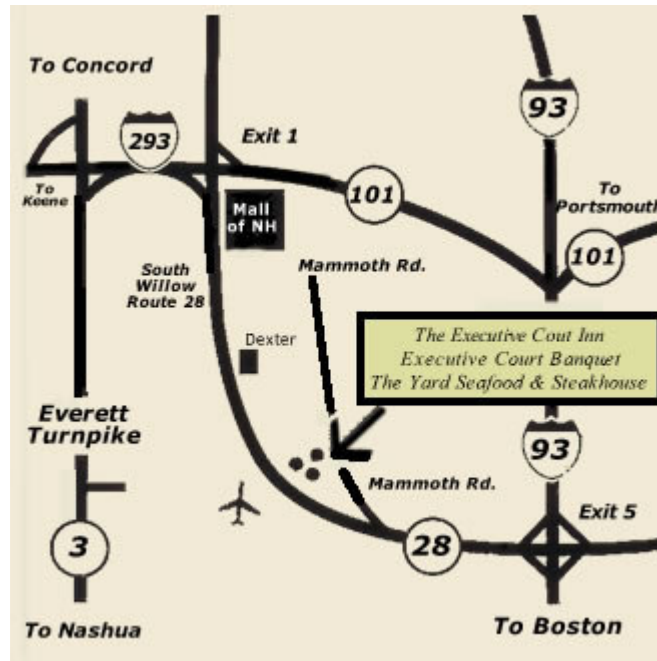 To Concord
93
293
Exit 1
To
Keene
Mall
of NH
101
To
Portsmouth
101
South
Willow
Route 28
Mammoth Rd.
Dexter
The Executive Cout Inn
Executive Court Banquet
The Yard Seafood & Steakhouse
Everett
Turnpike
93
Mammoth Rd.
Exit 5
3
28
To Nashua
To Boston